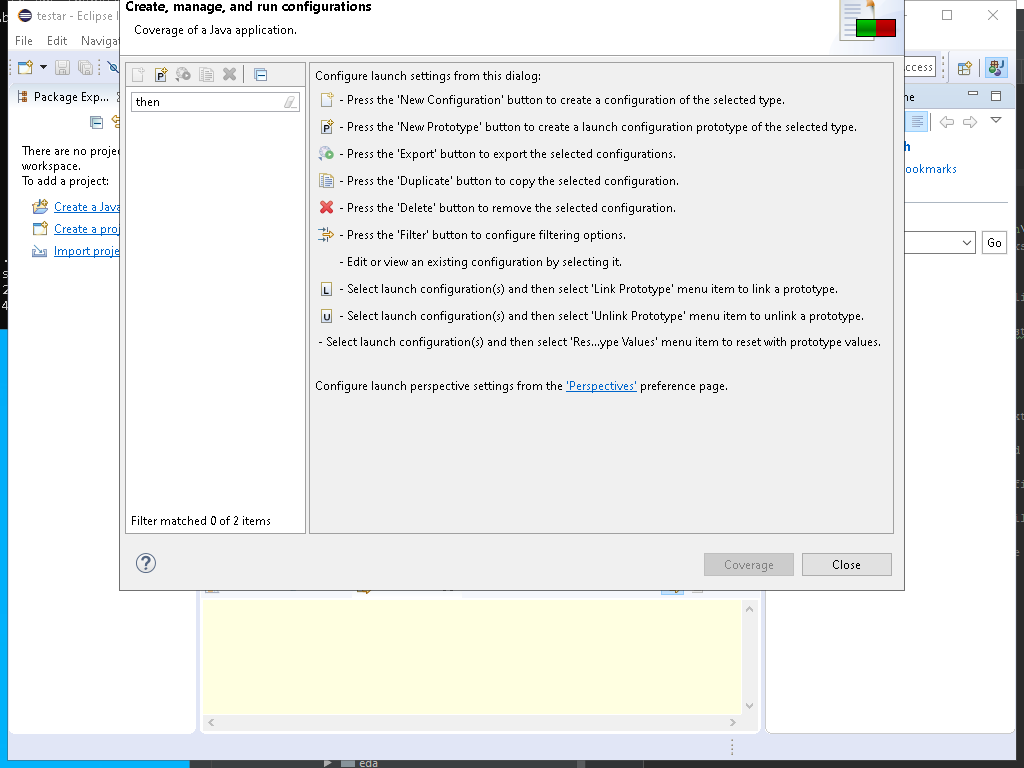 Create, manage, and run configurations
testar - Eclipse I
Coverage of a Java application.
File Edit Navigat
ccess
Package Exp...
then
Configure launch settings from this dialog:
- Press the 'New Configuration' button to create a configuration of the selected type.
- Press the 'New Prototype' button to create a launch configuration prototype of the selected type.
- Press the 'Export' button to export the selected configurations.
- Press the 'Duplicate' button to copy the selected configuration.
- Press the 'Delete' button to remove the selected configuration.
- Press the 'Filter' button to configure filtering options.
- Edit or view an existing configuration by selecting it.
L - Select launch configuration(s) and then select 'Link Prototype' menu item to link a prototype.
U - Select launch configuration(s) and then select 'Unlink Prototype' menu item to unlink a prototype.
- Select launch configuration(s) and then select 'Res...ype Values' menu item to reset with prototype values.
Configure launch perspective settings from the 'Perspectives' preference page.
There are no projec
workspace.
To add a project:
Create a Java
Create a proj
Import proje
ne
h
ookmarks
Go
Filter matched 0 of 2 items
Coverage
Close
eda